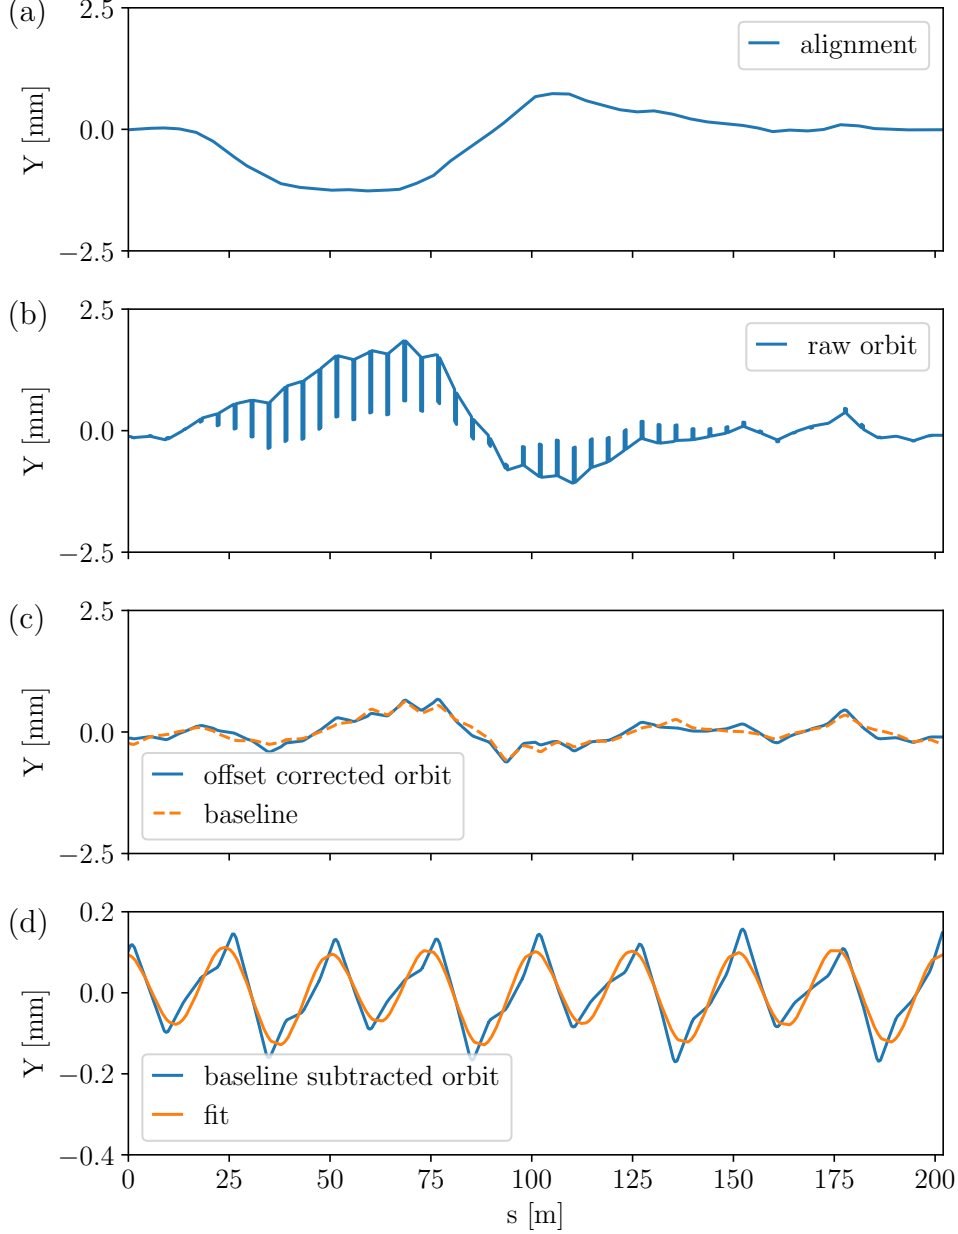 (a)
2.5
0.0
−2.5
Y [mm]
alignment
(b)
2.5
0.0
−2.5
Y [mm]
raw orbit
(c)
2.5
0.0
−2.5
Y [mm]
offset corrected orbit
baseline
(d)
0.2
0.0
−0.2
−0.4
Y [mm]
baseline subtracted orbit
fit
0 25 50 75 100 125 150 175 200
s [m]